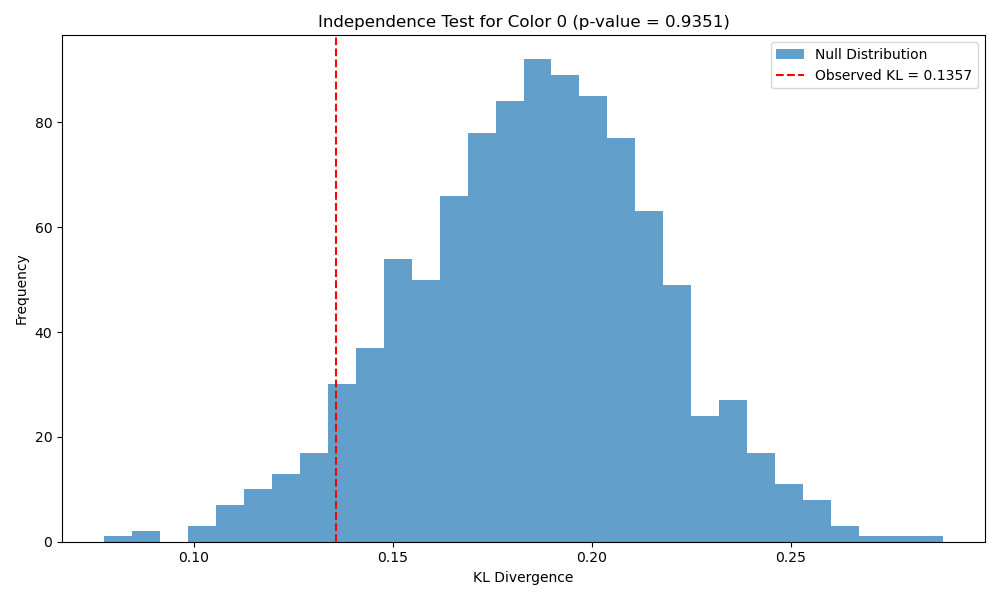 Independence Test for Color 0 (p-value = 0.9351)
Null Distribution
Observed KL = 0.1357
Frequency
80
60
40
20
0
0.10 0.15 0.20 0.25
KL Divergence